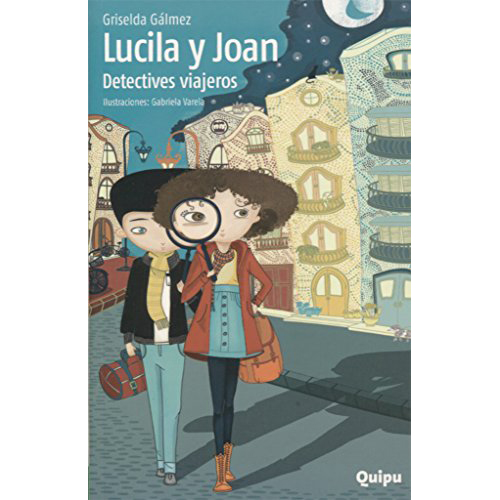 Griselda Gálmez
Lucila y Joan
Detectives viajeros
Ilustraciones: Gabriela Varela
Quipu